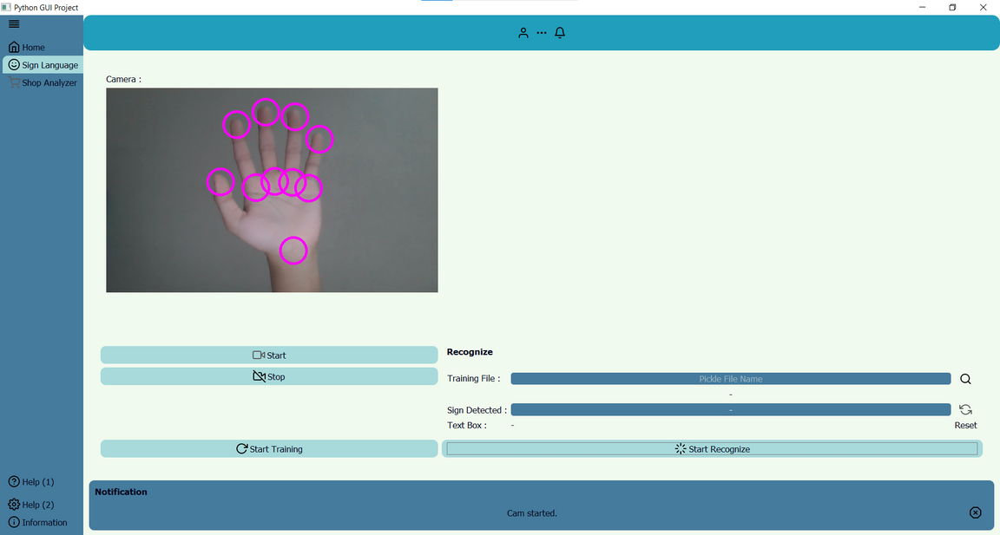 Python GUI Project
Home
Sign Language
Shop Analyzer
Camera :
Start
Stop
Start Training
Recognize
Training File :
Pickle File Name
-
Sign Detected :
-
Text Box :
-
Reset
Start Recognize
Help (1)
Help (2)
Information
Notification
Cam started.